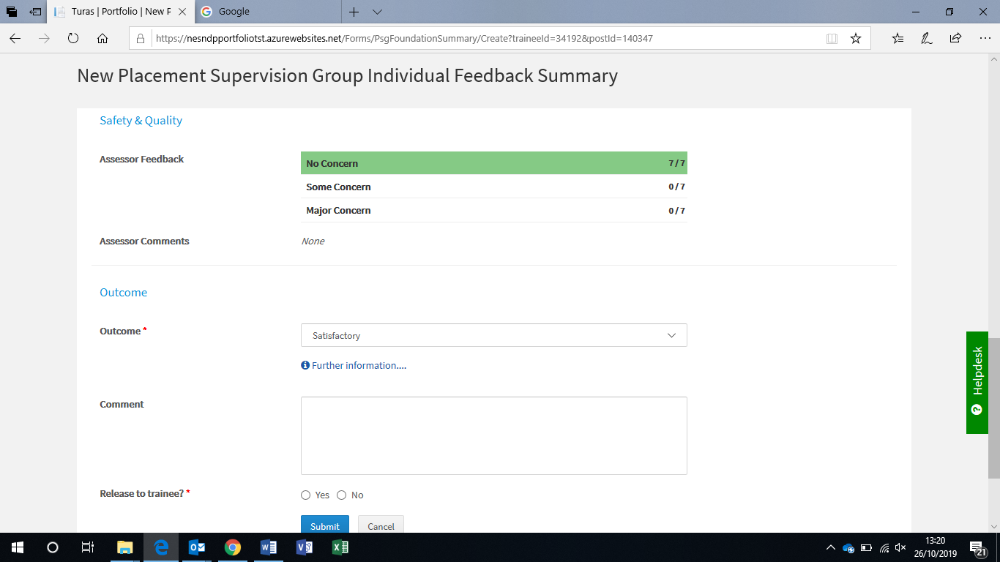 Turas | Portfolio | New F
Google
https://nesndpportfoliotst.azurewebsites.net/Forms/PsgFoundationSummary/Create?traineeId=34192&postId=140347
New Placement Supervision Group Individual Feedback Summary
Safety & Quality
Assessor Feedback
No Concern 7 / 7
Some Concern 0 / 7
Major Concern 0 / 7
Assessor Comments None
Outcome
Outcome * Satisfactory
Further information....
Helpdesk
Comment
Release to trainee? * Yes No
Submit Cancel
13:20
26/10/2019
21